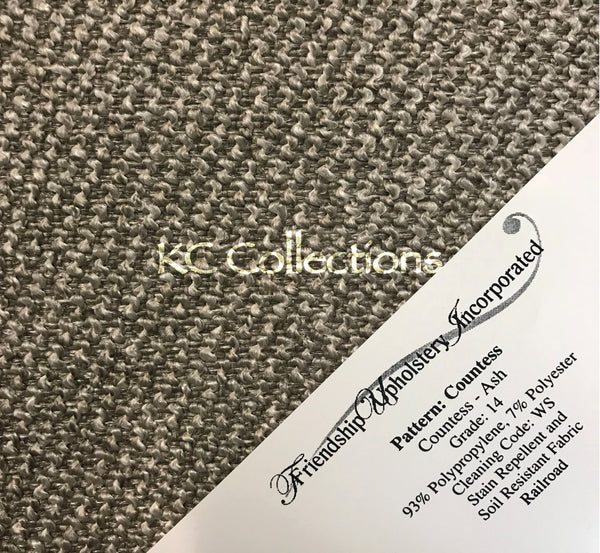 KC Collections
Friendship Upholstery Incorporated
Pattern: Countess
Countess - Ash
Grade: 14
93% Polypropylene, 7% Polyester
Cleaning Code: WS
Stain Repellent and
Soil Resistant Fabric
Railroad